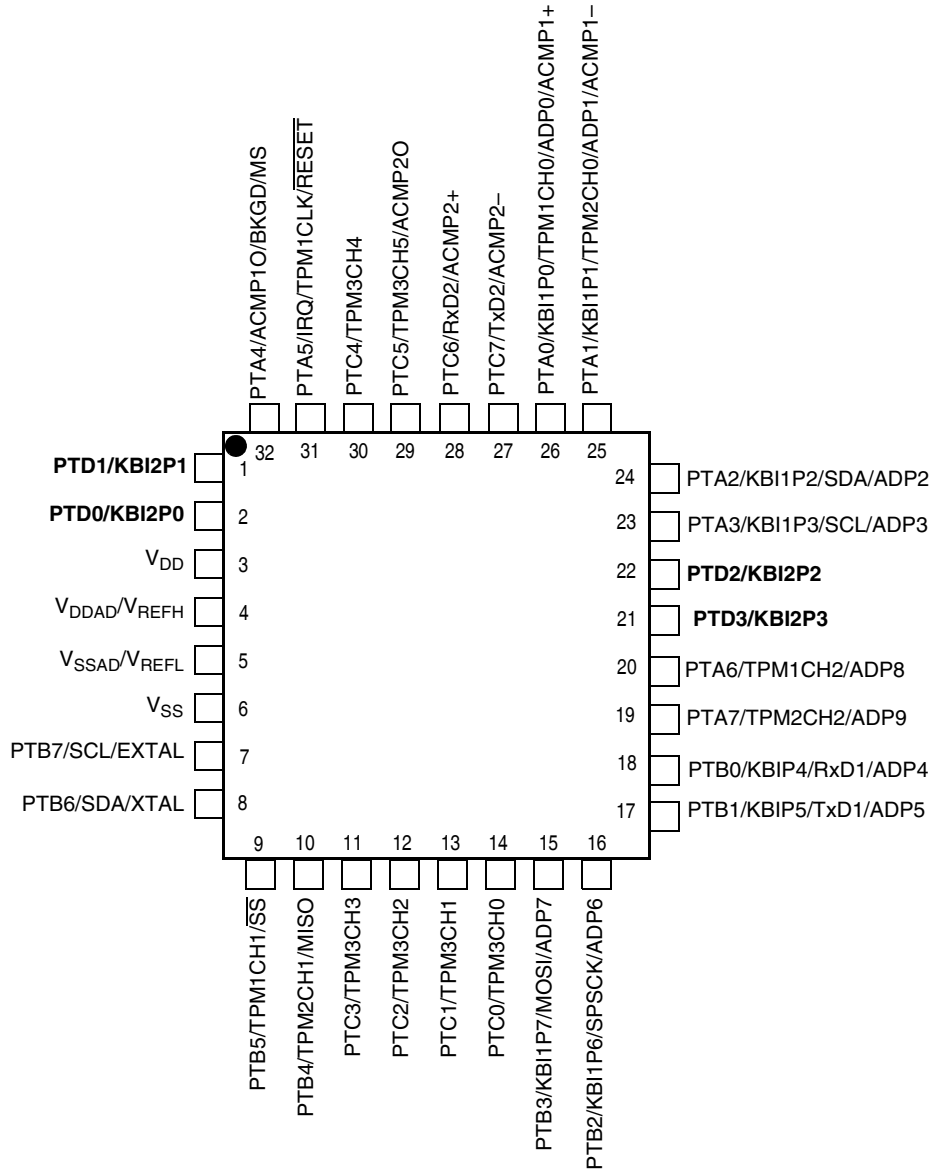 PTA4/ACMP1O/BKGD/MS
PTA5/IRQ/TPM1CLK/RESET
PTC4/TPM3CH4
PTC5/TPM3CH5/ACMP2O
PTC6/RxD2/ACMP2+
PTC7/TxD2/ACMP2–
PTA0/KBI1P0/TPM1CH0/ADP0/ACMP1+
PTA1/KBI1P1/TPM2CH0/ADP1/ACMP1–
32 31 30 29 28 27 26 25
PTD1/KBI2P1 1
PTD0/KBI2P0 2
VDD 3
VDDAD/VREFH 4
VSSAD/VREFL 5
VSS 6
PTB7/SCL/EXTAL 7
PTB6/SDA/XTAL 8
24 PTA2/KBI1P2/SDA/ADP2
23 PTA3/KBI1P3/SCL/ADP3
22 PTD2/KBI2P2
21 PTD3/KBI2P3
20 PTA6/TPM1CH2/ADP8
19 PTA7/TPM2CH2/ADP9
18 PTB0/KBIP4/RxD1/ADP4
17 PTB1/KBIP5/TxD1/ADP5
9 10 11 12 13 14 15 16
PTB5/TPM1CH1/SS
PTB4/TPM2CH1/MISO
PTC3/TPM3CH3
PTC2/TPM3CH2
PTC1/TPM3CH1
PTC0/TPM3CH0
PTB3/KBI1P7/MOSI/ADP7
PTB2/KBI1P6/SPSCK/ADP6